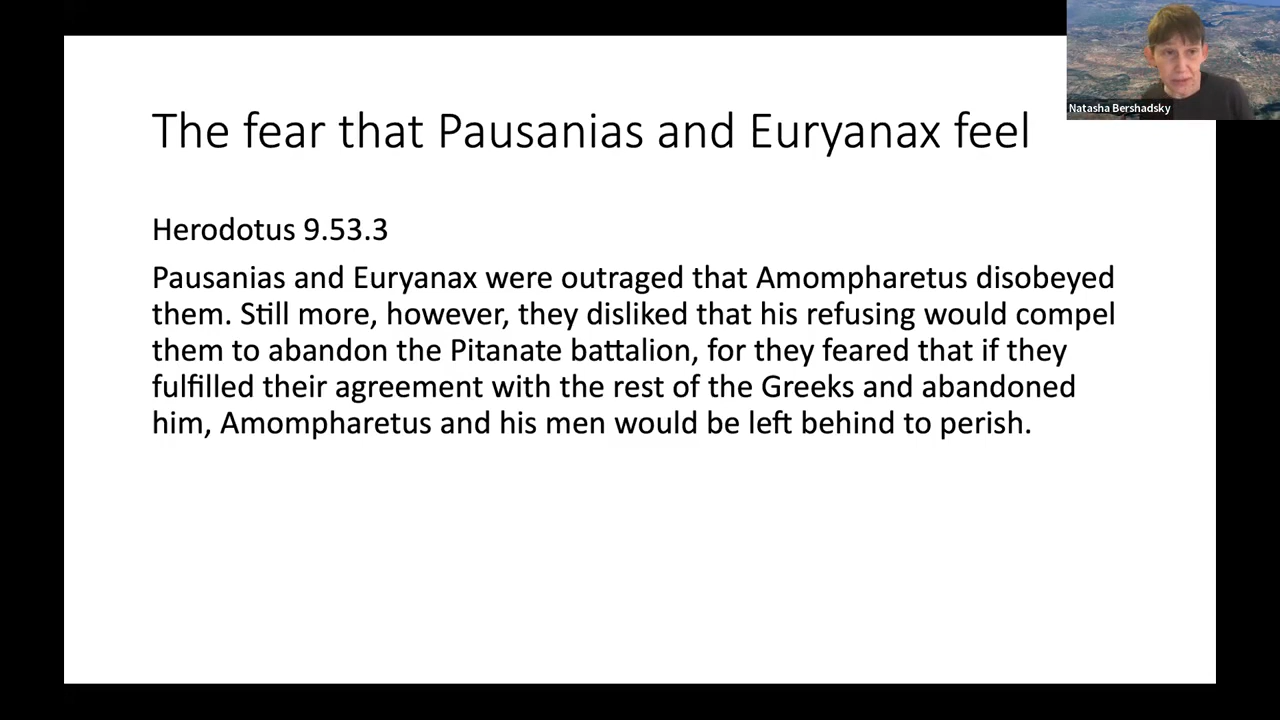 The fear that Pausanias and Euryanax feel
Natasha Bershadsky
Herodotus 9.53.3
Pausanias and Euryanax were outraged that Amompharetus disobeyed
them. Still more, however, they disliked that his refusing would compel
them to abandon the Pitanate battalion, for they feared that if they
fulfilled their agreement with the rest of the Greeks and abandoned
him, Amompharetus and his men would be left behind to perish.